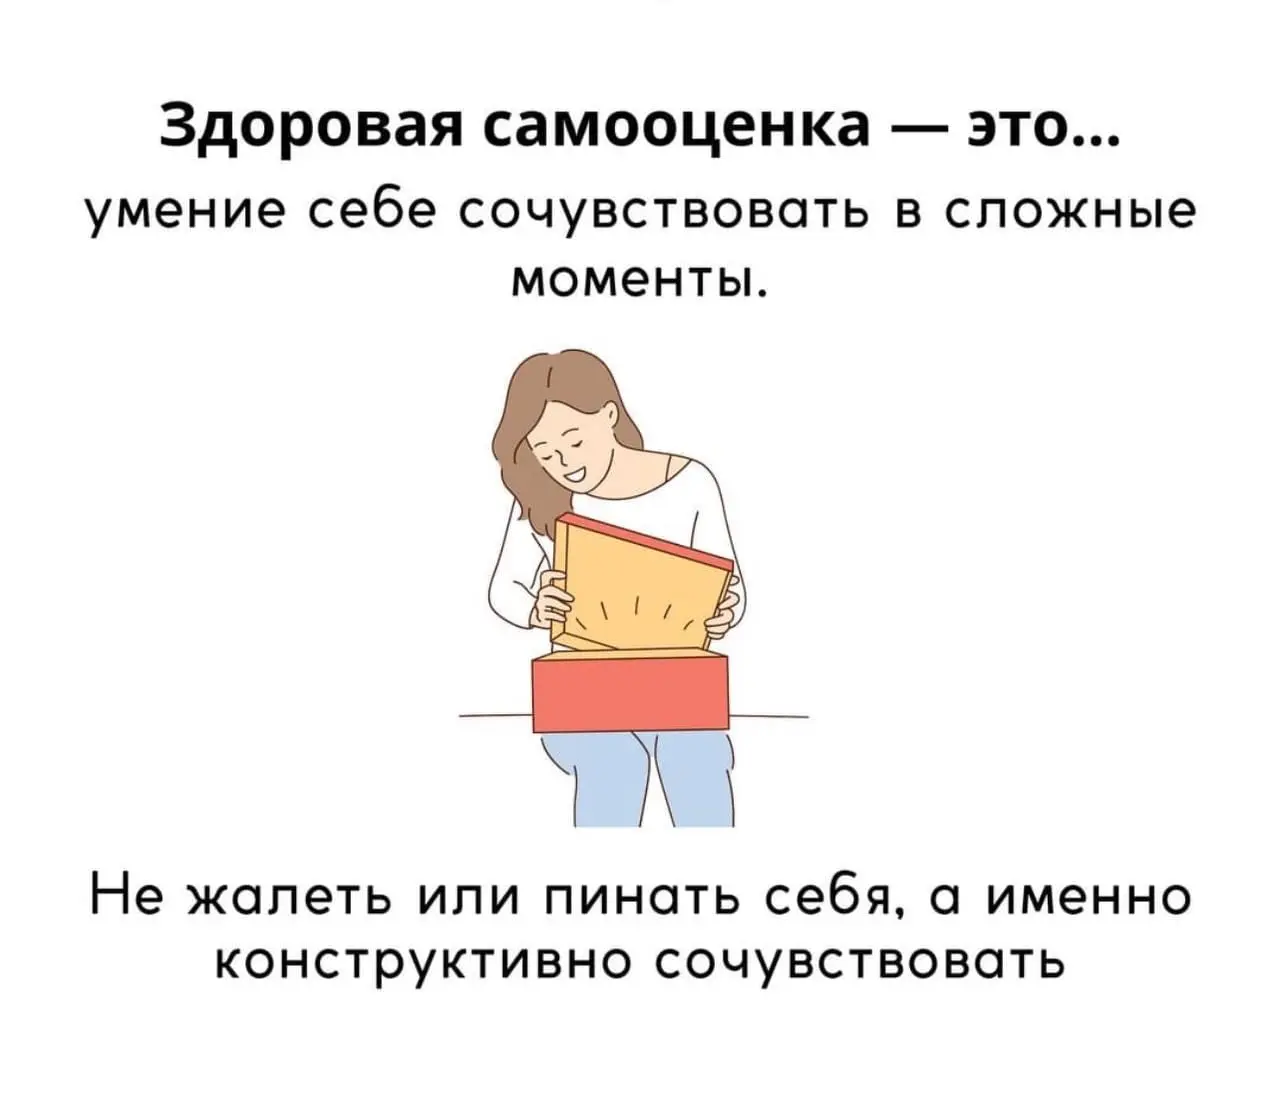 Здоровая самооценка — это...
умение себе сочувствовать в сложные
моменты.
Не жалеть или пинать себя, а именно
конструктивно сочувствовать